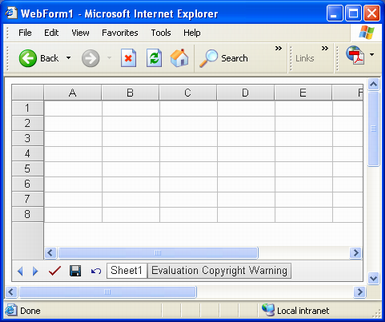 WebForm1 - Microsoft Internet Explorer
File Edit View Favorites Tools Help
Back Search » Links »
A B C D E F
1
2
3
4
5
6
7
8
Sheet1 Evaluation Copyright Warning
Done Local intranet